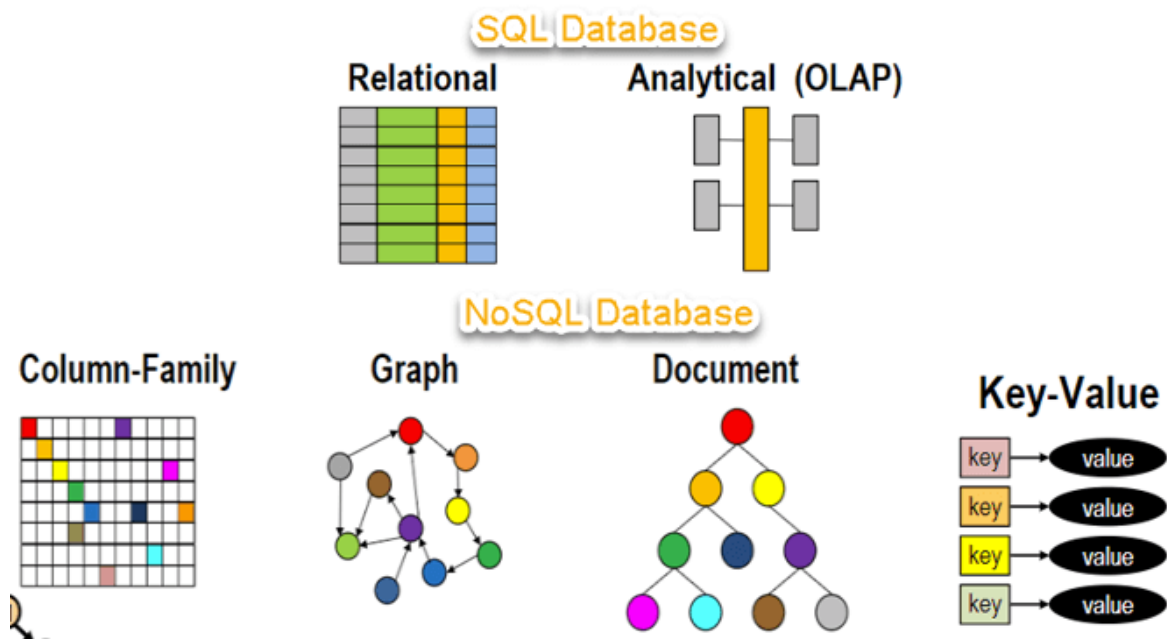 SQL Database
Relational
Analytical (OLAP)
NoSQL Database
Column-Family
Graph
Document
Key-Value
key value
key value
key value
key value